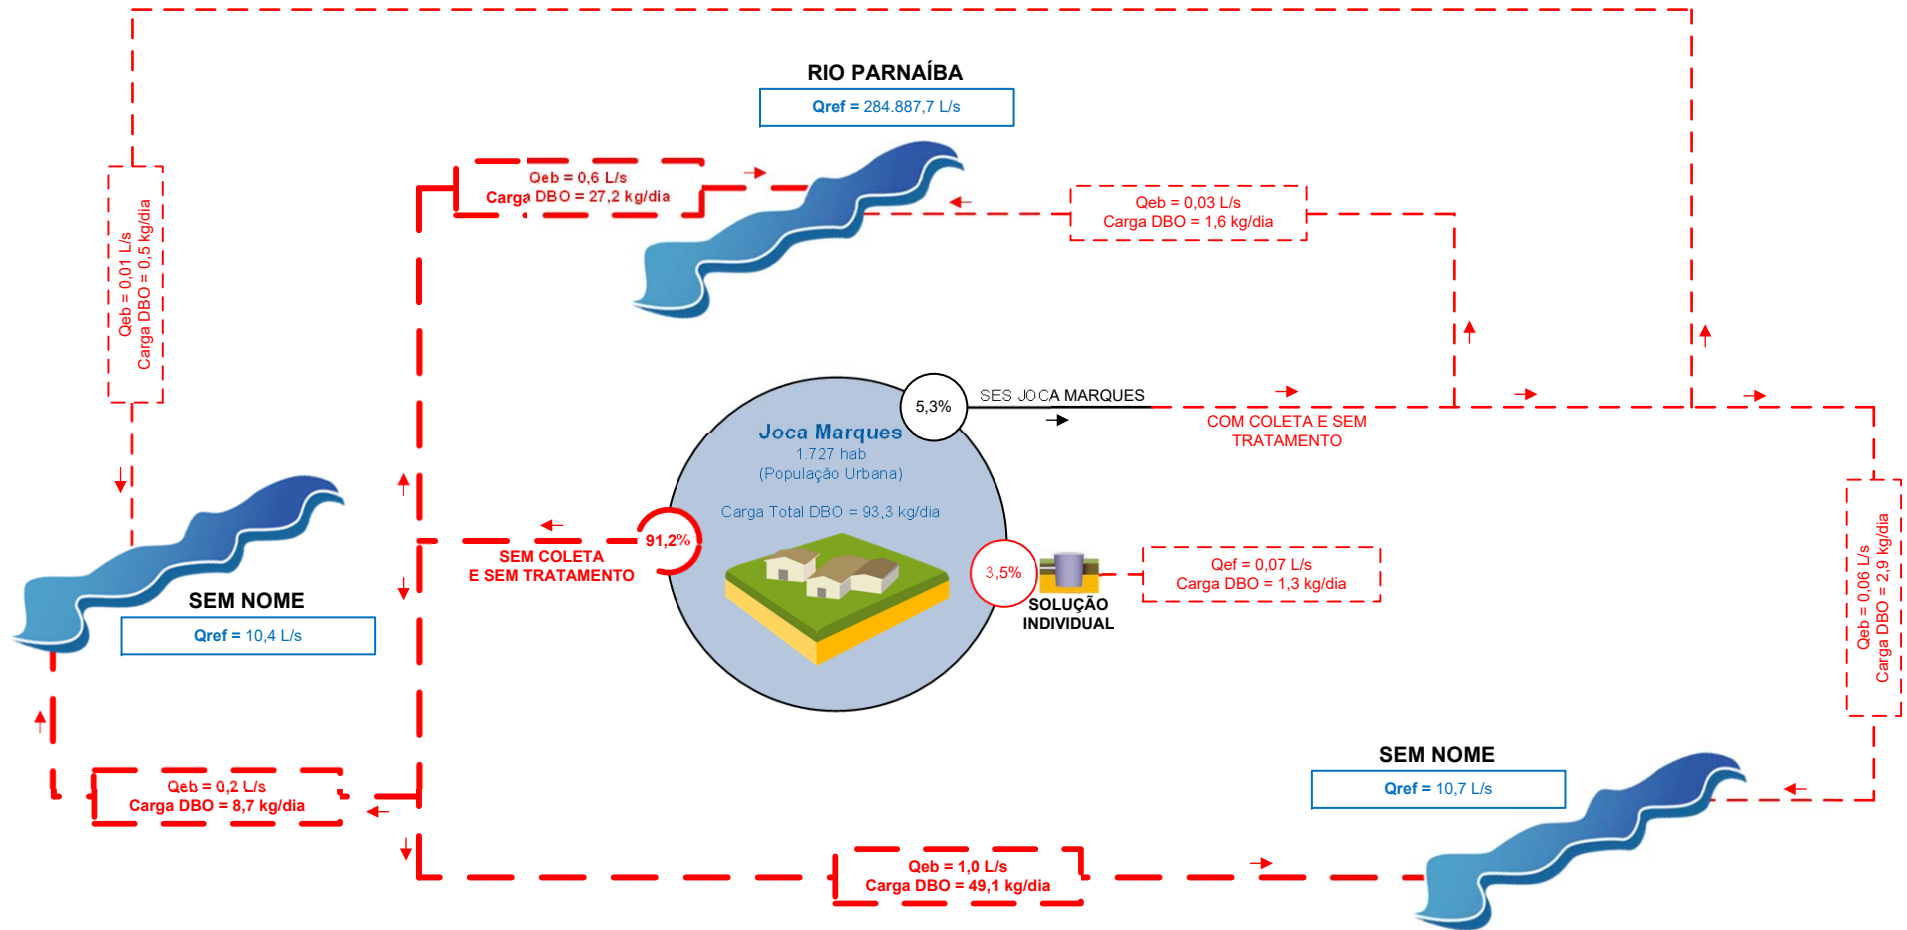 RIO PARNAÍBA
Qref = 284.887,7 L/s
Qeb = 0,6 L/s
Carga DBO = 27,2 kg/dia
Qeb = 0,03 L/s
Carga DBO = 1,6 kg/dia
Qeb = 0,01 L/s
Carga DBO = 0,5 kg/dia
5,3%
SES JOCA MARQUES
COM COLETA E SEM
TRATAMENTO
Joca Marques
1.727 hab
(População Urbana)
Carga Total DBO = 93,3 kg/dia
91,2%
SEM COLETA
E SEM TRATAMENTO
3,5%
SOLUÇÃO
INDIVIDUAL
Qef = 0,07 L/s
Carga DBO = 1,3 kg/dia
Qeb = 0,06 L/s
Carga DBO = 2,9 kg/dia
SEM NOME
Qref = 10,4 L/s
Qeb = 0,2 L/s
Carga DBO = 8,7 kg/dia
SEM NOME
Qref = 10,7 L/s
Qeb = 1,0 L/s
Carga DBO = 49,1 kg/dia